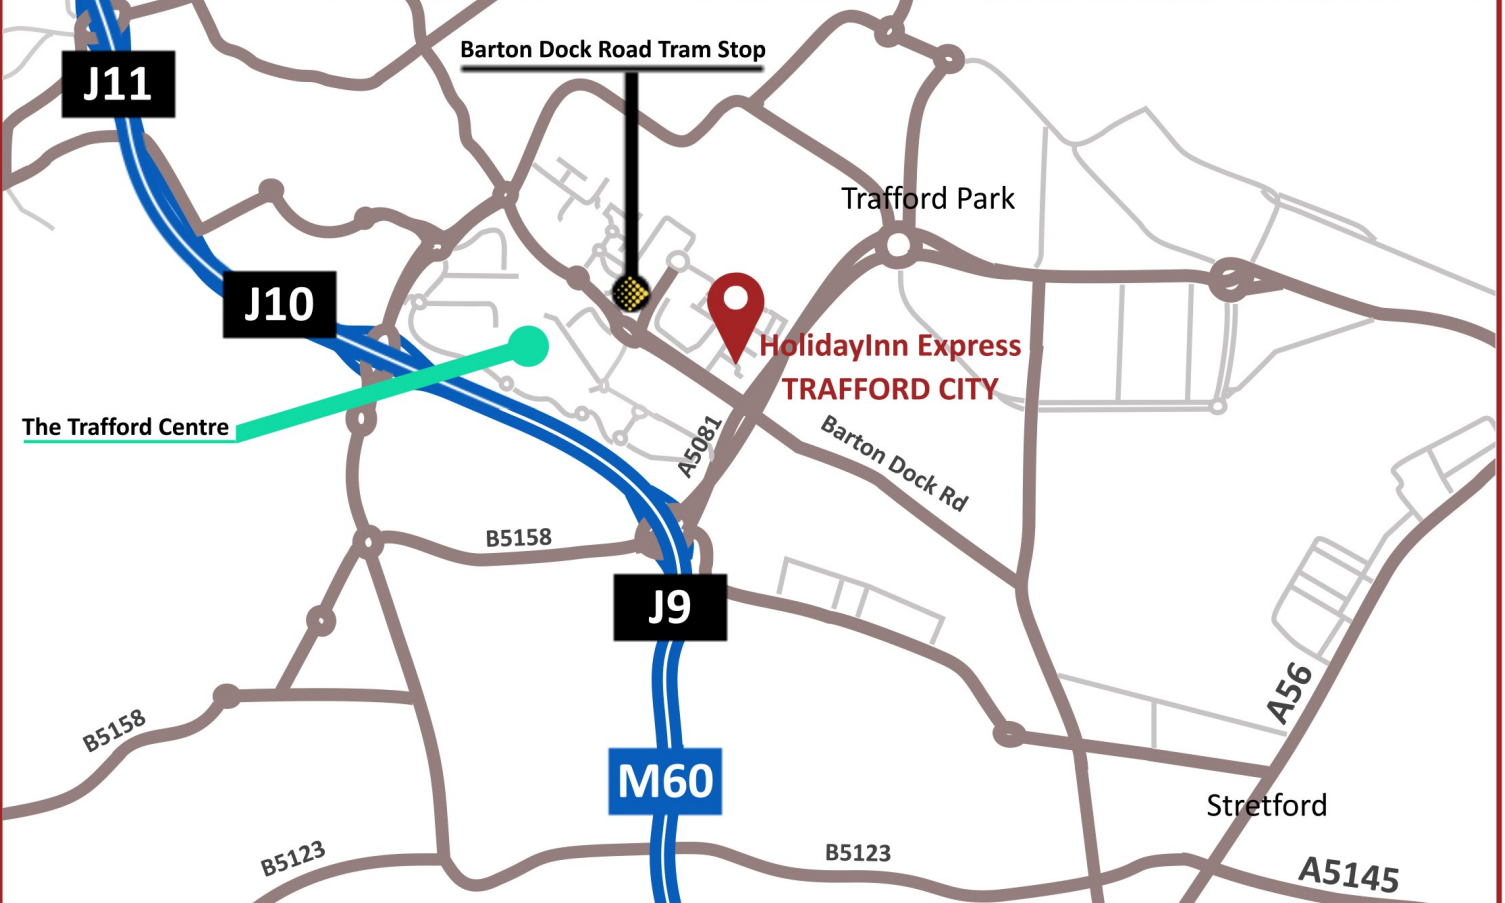 Barton Dock Road Tram Stop
J11
Trafford Park
J10
HolidayInn Express
TRAFFORD CITY
The Trafford Centre
A5081
Barton Dock Rd
B5158
J9
A56
B5158
M60
Stretford
B5123
B5123
A5145